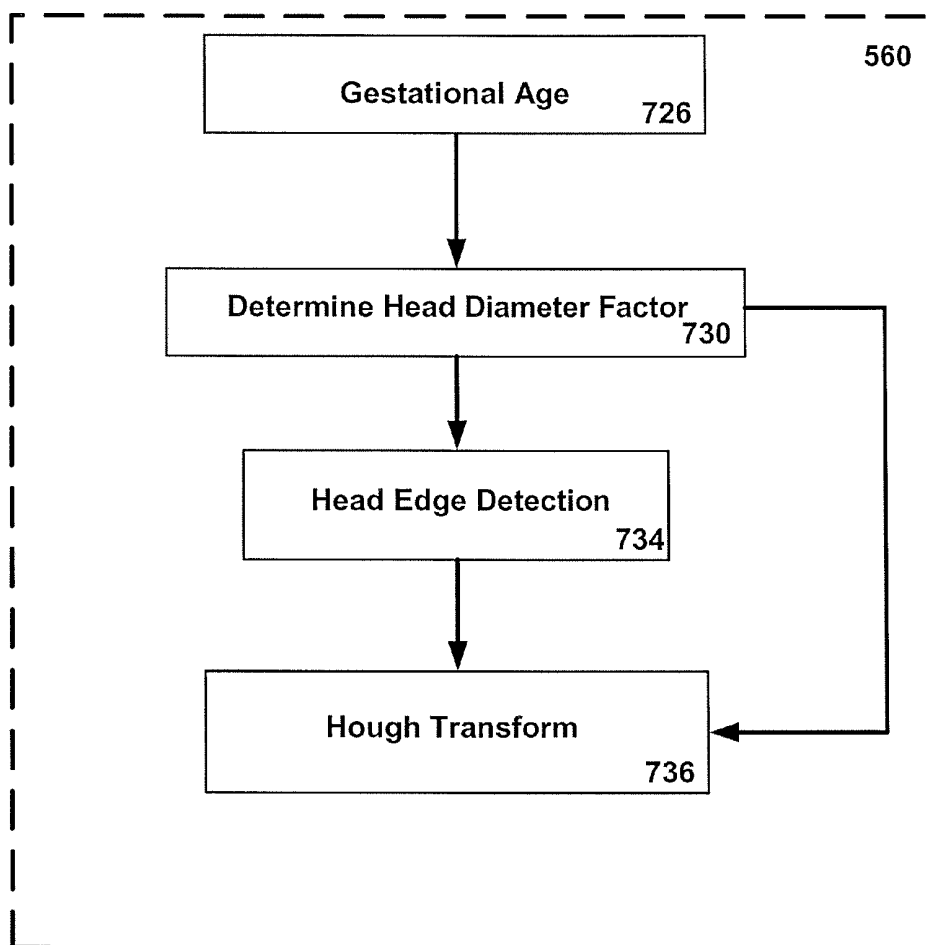 560
Gestational Age
726
Determine Head Diameter Factor
730
Head Edge Detection
734
Hough Transform
736